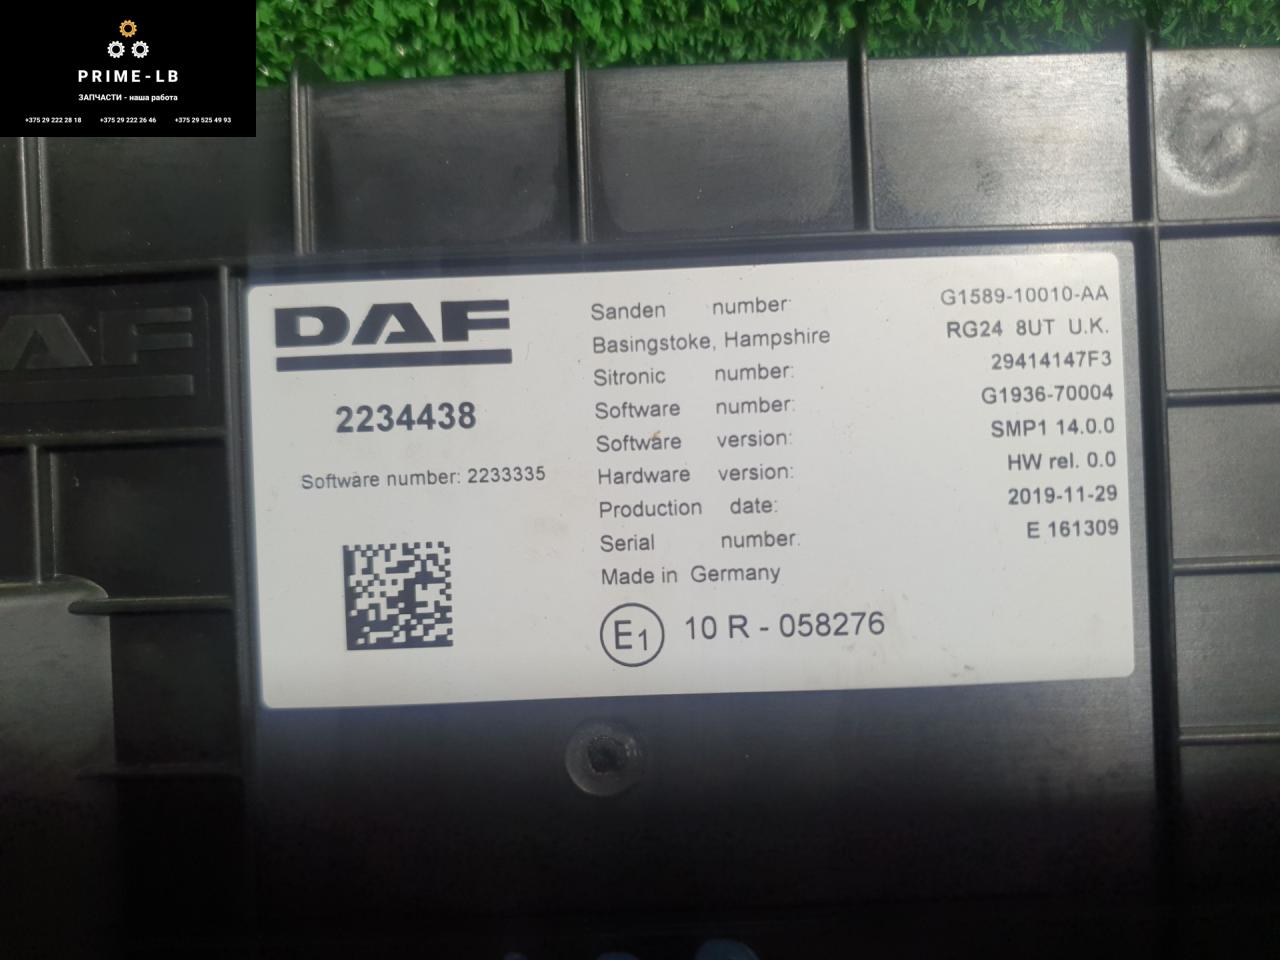 PRIME-LB
ЗАПЧАСТИ - наша работа
+375 29 222 28 18 +375 29 222 26 46 +375 29 525 49 93
DAF
DAF
2234438
Software number: 2233335
Sanden number: G1589-10010-AA
Basingstoke, Hampshire RG24 8UT U.K.
Sitronic number: 29414147F3
Software number: G1936-70004
Software version: SMP1 14.0.0
Hardware version: HW rel. 0.0
Production date: 2019-11-29
Serial number: E 161309
Made in Germany
E1 10 R - 058276